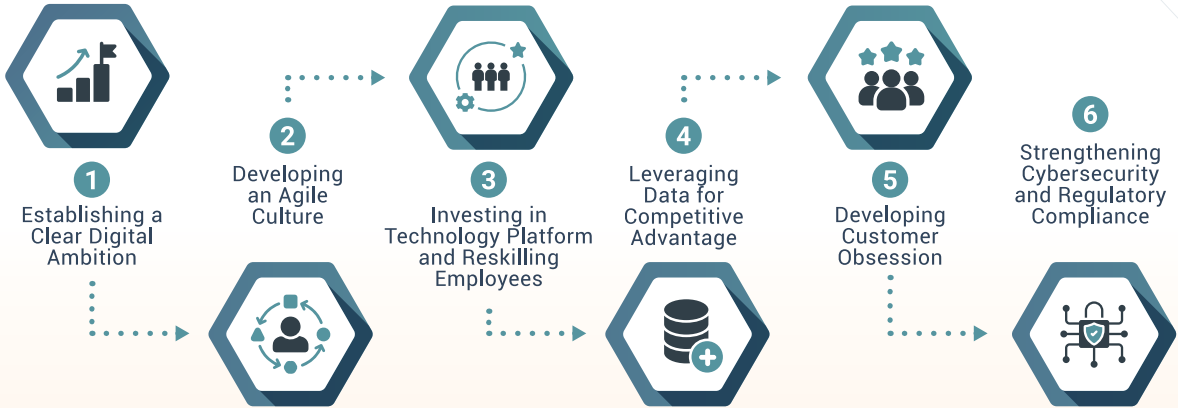 1
Establishing a
Clear Digital
Ambition
2
Developing
an Agile
Culture
3
Investing in
Technology Platform
and Reskilling
Employees
4
Leveraging
Data for
Competitive
Advantage
5
Developing
Customer
Obsession
6
Strengthening
Cybersecurity
and Regulatory
Compliance